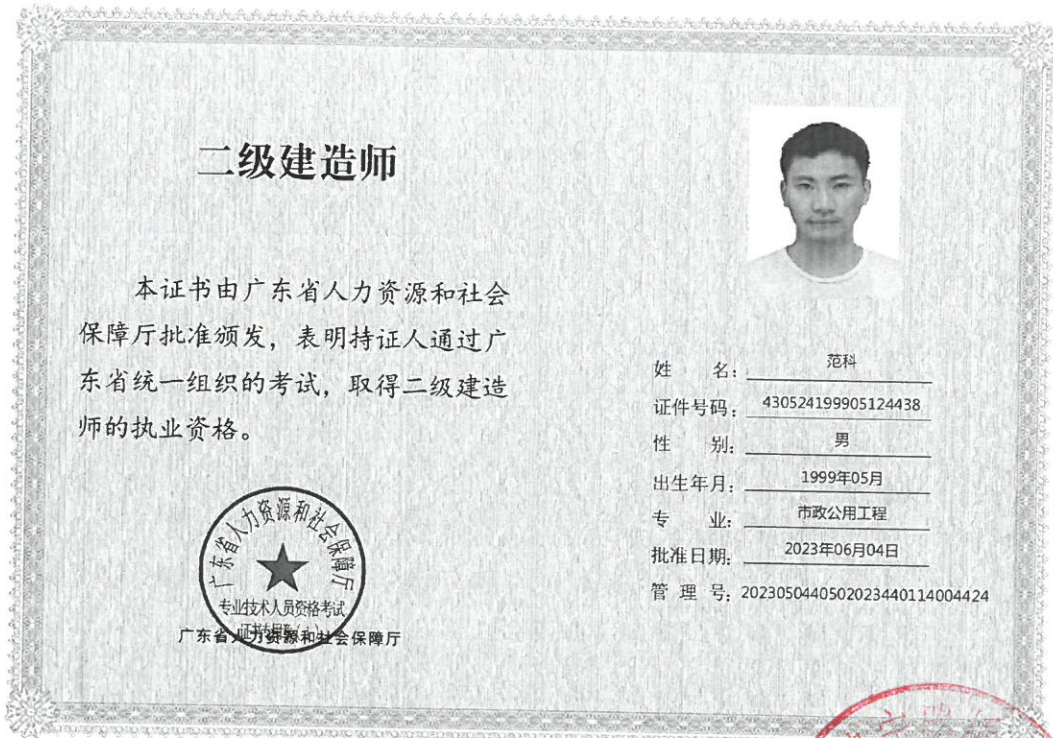 二级建造师
本证书由广东省人力资源和社会
保障厅批准颁发，表明持证人通过广
东省统一组织的考试，取得二级建造
师的执业资格。
广东省人力资源和社会保障厅
专业技术人员资格考试
广东省人力资源和社会保障厅
姓 名：范科
证件号码：430524199905124438
性 别：男
出生年月：1999年05月
专 业：市政公用工程
批准日期：2023年06月04日
管 理 号：2023050440502023440114004424